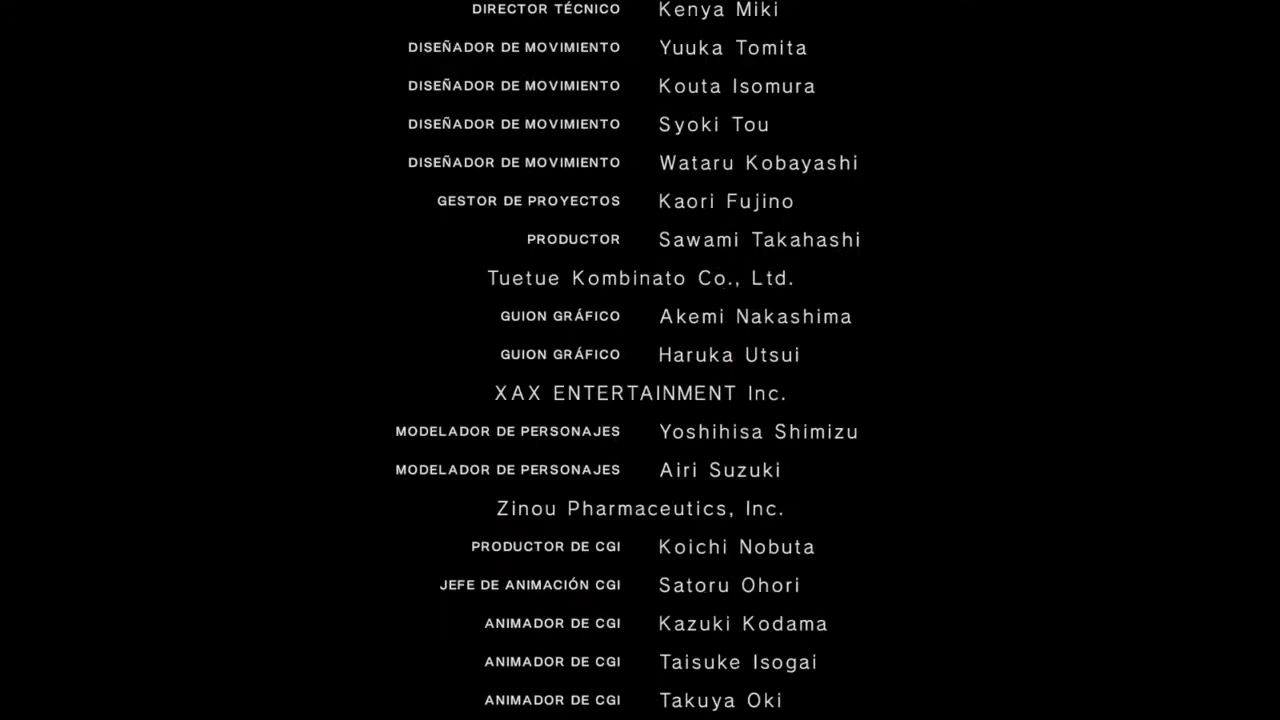 DIRECTOR TÉCNICO Kenya Miki
DISEÑADOR DE MOVIMIENTO Yuuka Tomita
DISEÑADOR DE MOVIMIENTO Kouta Isomura
DISEÑADOR DE MOVIMIENTO Syoki Tou
DISEÑADOR DE MOVIMIENTO Wataru Kobayashi
GESTOR DE PROYECTOS Kaori Fujino
PRODUCTOR Sawami Takahashi
Tuetue Kombinato Co., Ltd.
GUION GRÁFICO Akemi Nakashima
GUION GRÁFICO Haruka Utsui
XAX ENTERTAINMENT Inc.
MODELADOR DE PERSONAJES Yoshihisa Shimizu
MODELADOR DE PERSONAJES Airi Suzuki
Zinou Pharmaceutics, Inc.
PRODUCTOR DE CGI Koichi Nobuta
JEFE DE ANIMACIÓN CGI Satoru Ohori
ANIMADOR DE CGI Kazuki Kodama
ANIMADOR DE CGI Taisuke Isogai
ANIMADOR DE CGI Takuya Oki